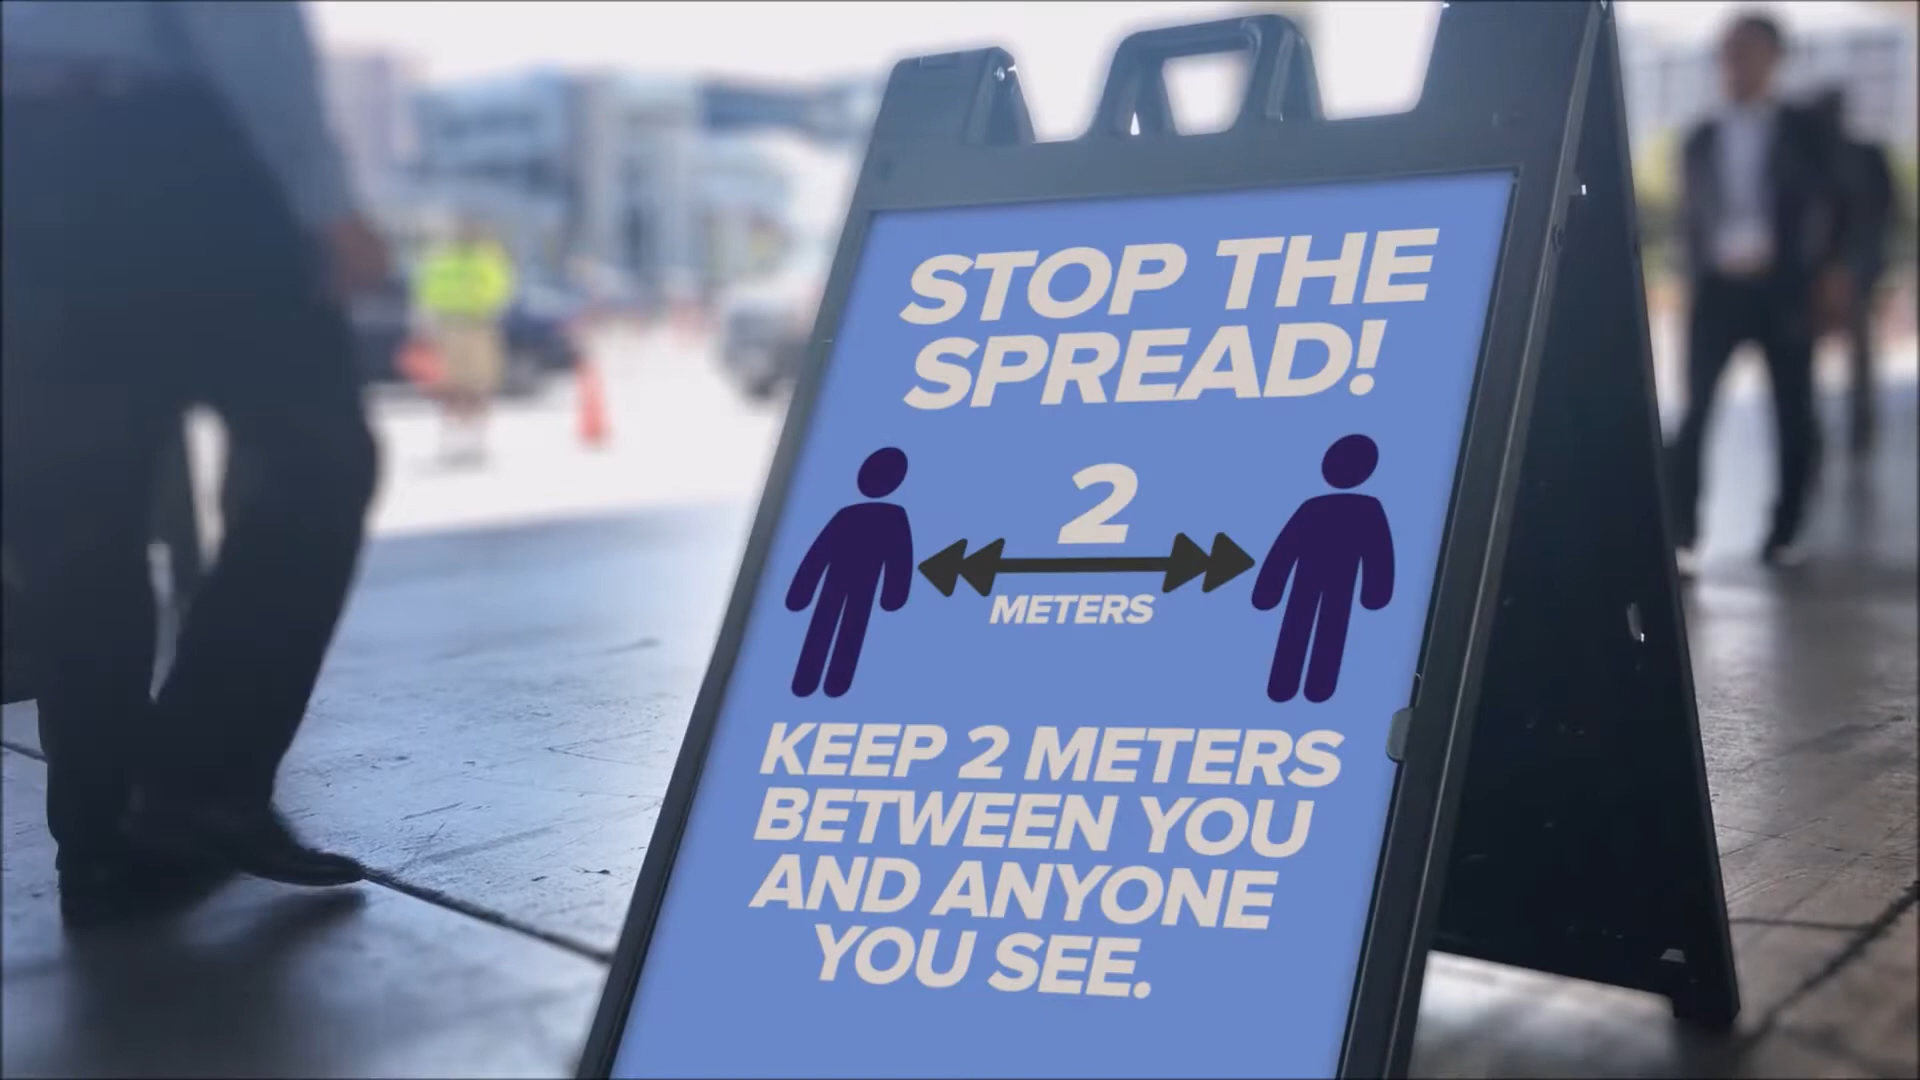 STOP THE
SPREAD!
2
METERS
KEEP 2 METERS
BETWEEN YOU
AND ANYONE
YOU SEE.